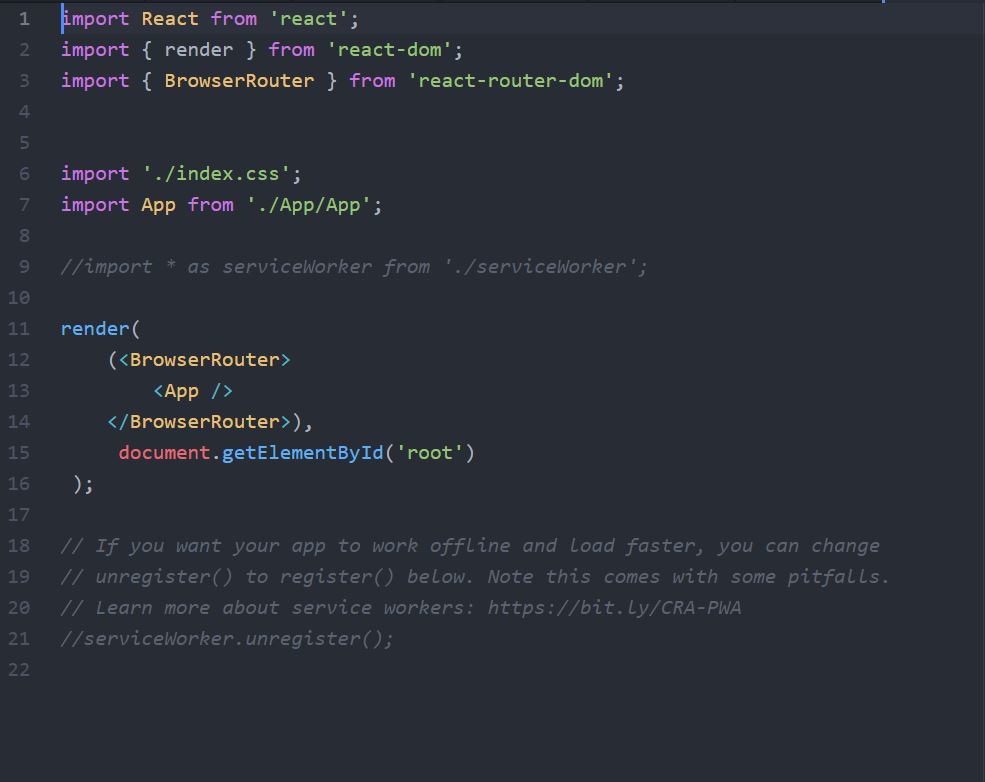 1 import React from 'react';
2 import { render } from 'react-dom';
3 import { BrowserRouter } from 'react-router-dom';
4
5
6 import './index.css';
7 import App from './App/App';
8
9 //import * as serviceWorker from './serviceWorker';
10
11 render(
12     (<BrowserRouter>
13         <App />
14     </BrowserRouter>),
15      document.getElementById('root')
16  );
17
18 // If you want your app to work offline and load faster, you can change
19 // unregister() to register() below. Note this comes with some pitfalls.
20 // Learn more about service workers: https://bit.ly/CRA-PWA
21 //serviceWorker.unregister();
22